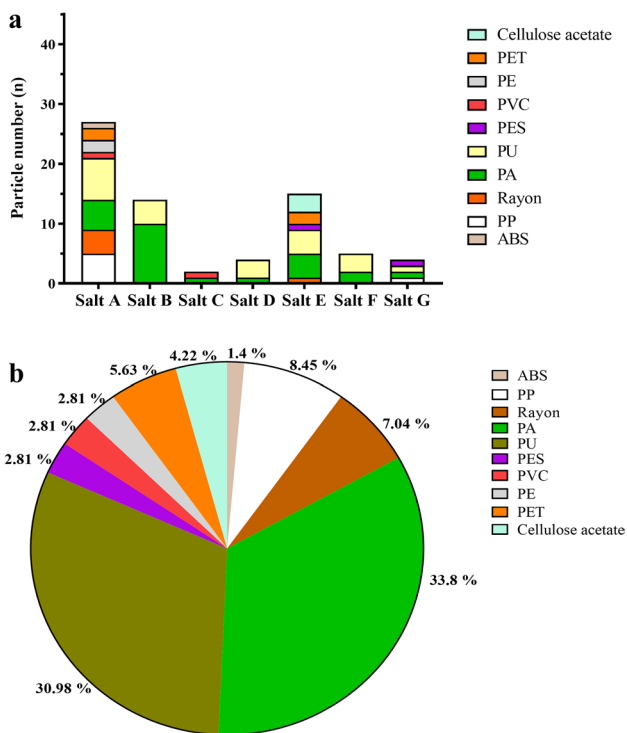 a
Particle number (n)
40
30
20
10
0
Salt A Salt B Salt C Salt D Salt E Salt F Salt G
Cellulose acetate
PET
PE
PVC
PES
PU
PA
Rayon
PP
ABS
b
4.22 %
1.4 %
8.45 %
7.04 %
33.8 %
30.98 %
2.81 %
2.81 %
2.81 %
5.63 %
ABS
PP
Rayon
PA
PU
PES
PVC
PE
PET
Cellulose acetate